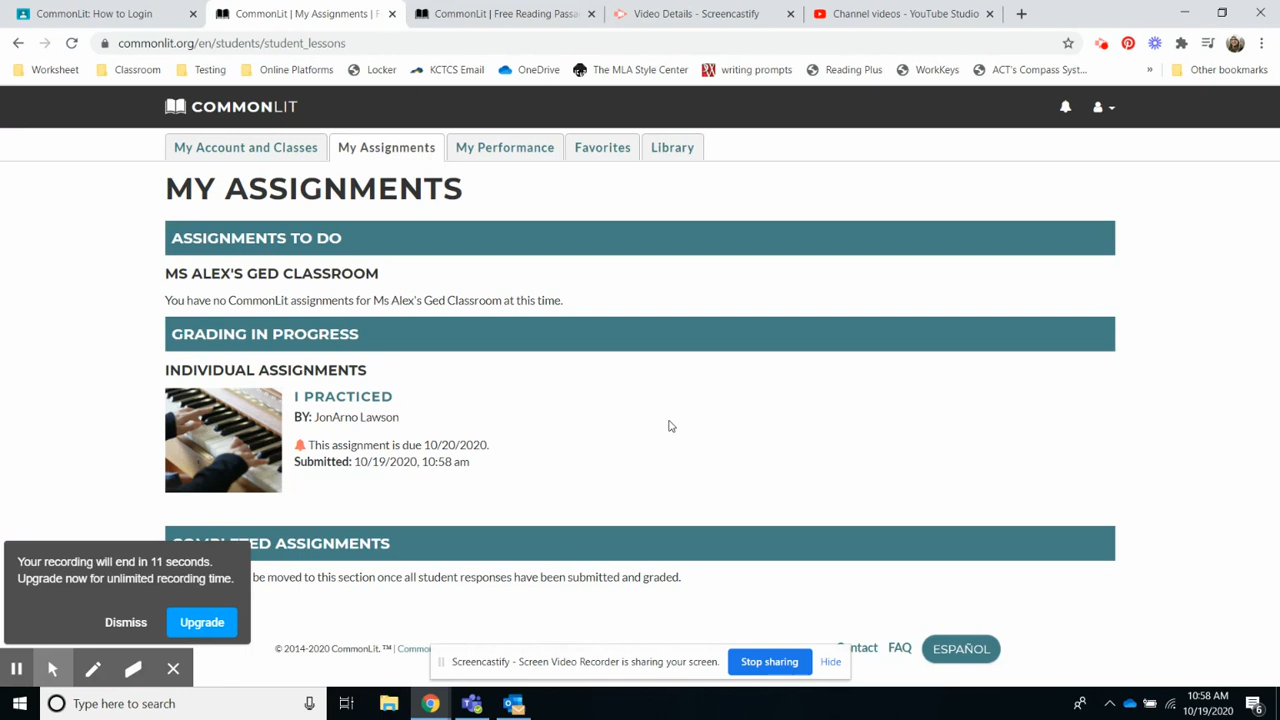 CommonLit: How to Login
CommonLit | My Assignments | F
CommonLit | Free Reading Passa
Video Details - Screencastify
Channel videos - YouTube Studio
commonlit.org/en/students/student_lessons
Worksheet
Classroom
Testing
Online Platforms
Locker
KCTCS Email
OneDrive
The MLA Style Center
writing prompts
Reading Plus
WorkKeys
ACT's Compass Syst...
»
Other bookmarks
COMMONLIT
My Account and Classes
My Assignments
My Performance
Favorites
Library
MY ASSIGNMENTS
ASSIGNMENTS TO DO
MS ALEX'S GED CLASSROOM
You have no CommonLit assignments for Ms Alex's Ged Classroom at this time.
GRADING IN PROGRESS
INDIVIDUAL ASSIGNMENTS
I PRACTICED
BY: JonArno Lawson
This assignment is due 10/20/2020.
Submitted: 10/19/2020, 10:58 am
COMPLETED ASSIGNMENTS
be moved to this section once all student responses have been submitted and graded.
Your recording will end in 11 seconds.
Upgrade now for unlimited recording time.
Dismiss
Upgrade
© 2014-2020 CommonLit.™ | Commo
Contact
FAQ
ESPAÑOL
Screencastify - Screen Video Recorder is sharing your screen.
Stop sharing
Hide
Type here to search
10:58 AM
10/19/2020
6